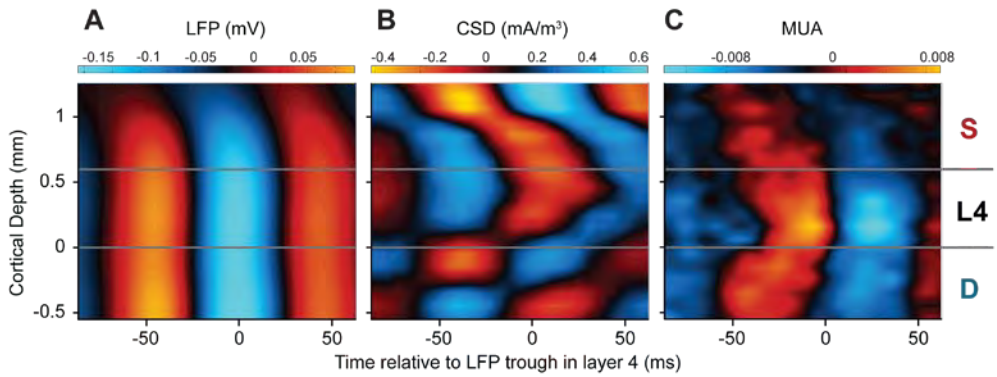 A LFP (mV)
-0.15 -0.1 -0.05 0 0.05
B CSD (mA/m³)
-0.4 -0.2 0 0.2 0.4 0.6
C MUA
-0.008 0 0.008
Cortical Depth (mm)
1
0.5
0
-0.5
S
L4
D
-50 0 50
-50 0 50
-50 0 50
Time relative to LFP trough in layer 4 (ms)